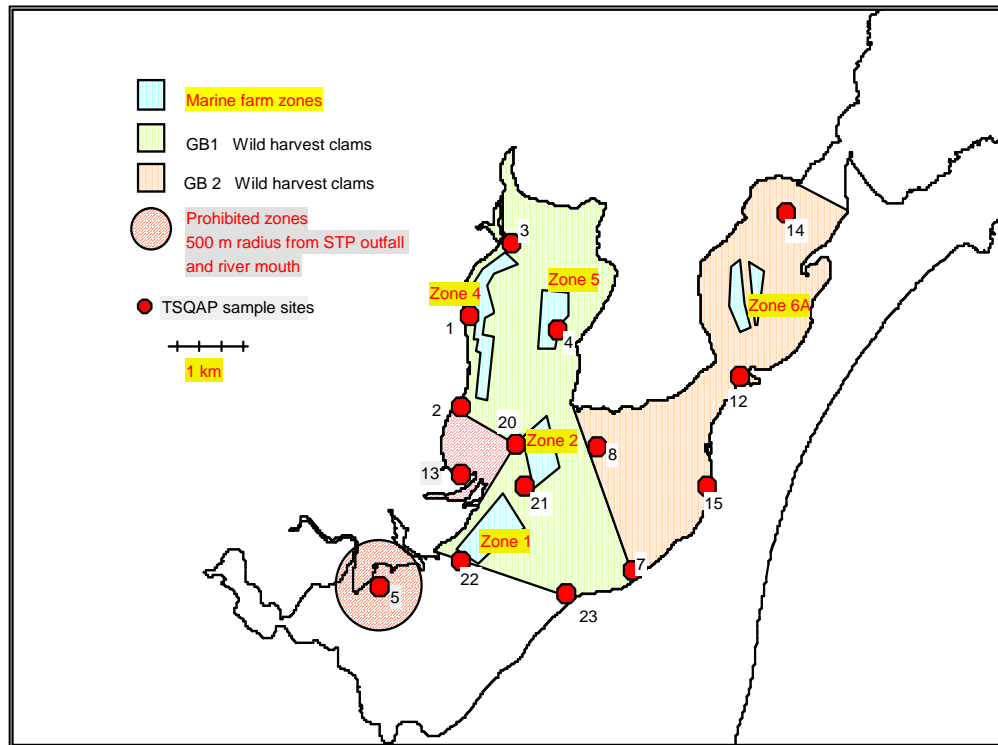 Marine farm zones
GB1 Wild harvest clams
GB 2 Wild harvest clams
Prohibited zones
500 m radius from STP outfall
and river mouth
TSQAP sample sites
1 km
3
14
Zone 4
Zone 5
Zone 6A
1
4
12
2
20
Zone 2
8
13
21
15
Zone 1
7
22
5
23